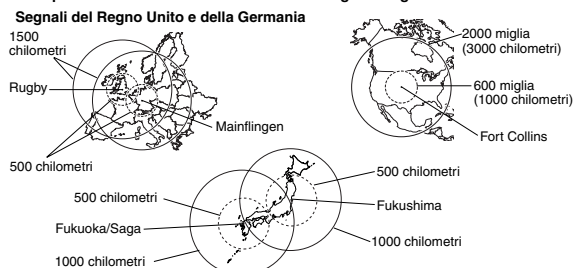 Segnali del Regno Unito e della Germania
1500
chilometri
Rugby
Mainflingen
500 chilometri
2000 miglia
(3000 chilometri)
600 miglia
(1000 chilometri)
Fort Collins
500 chilometri
500 chilometri
Fukuoka/Saga
Fukushima
1000 chilometri
1000 chilometri